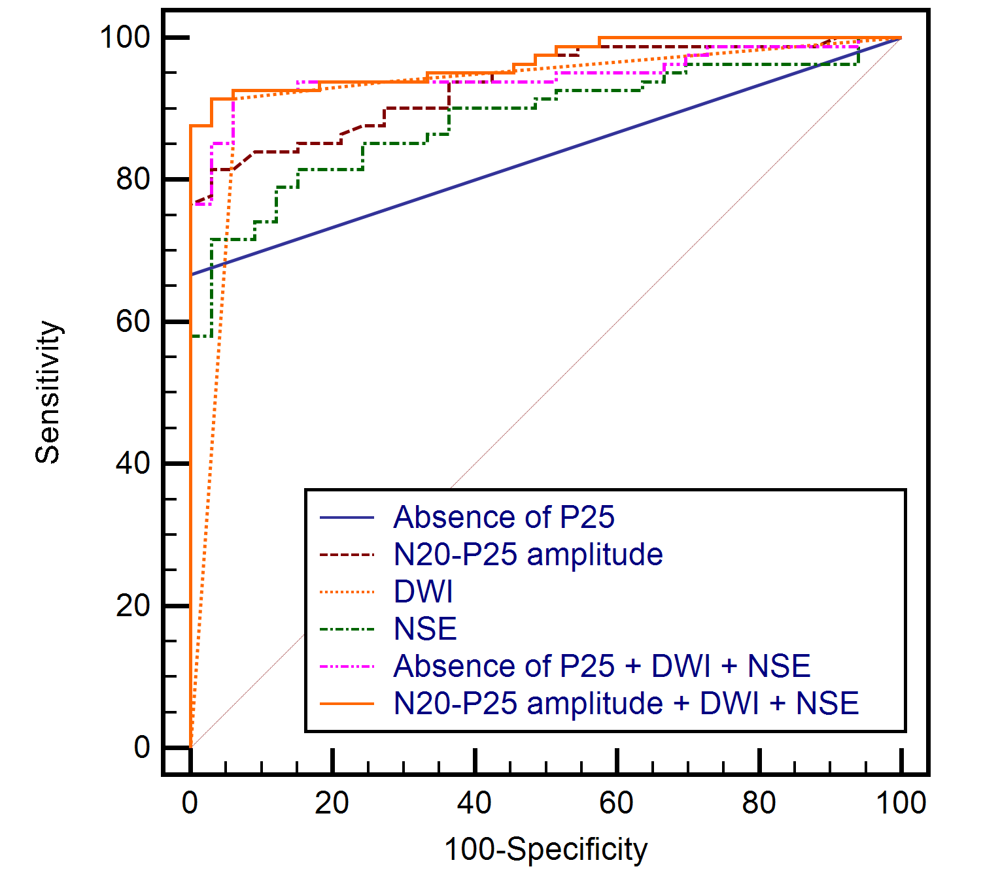 100
80
60
40
20
0
Sensitivity
Absence of P25
N20-P25 amplitude
DWI
NSE
Absence of P25 + DWI + NSE
N20-P25 amplitude + DWI + NSE
0 20 40 60 80 100
100-Specificity